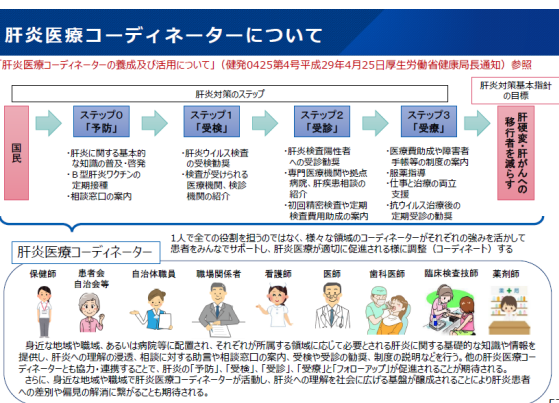 肝炎医療コーディネーターについて
「肝炎医療コーディネーターの養成及び活用について」(健発0425第4号平成29年4月25日厚生労働省健康局長通知)参照
肝炎対策のステップ
肝炎対策基本指針
の目標
国民
ステップ0
「予防」
ステップ1
「受検」
ステップ2
「受診」
ステップ3
「受療」
肝硬変・肝がんへの
移行者を減らす
・肝炎に関する基本的
な知識の普及・啓発
・B型肝炎ワクチンの
定期接種
・相談窓口の案内
・肝炎ウイルス検査
の受検勧奨
・検査が受けられる
医療機関、検診
機関の紹介
・肝炎検査陽性者
への受診勧奨
・専門医療機関や拠点
病院、肝疾患相談の
紹介
・初回精密検査や定期
検査費用助成の案内
・医療費助成や障害者
手帳等の制度の案内
・服薬指導
・仕事と治療の両立
支援
・抗ウイルス治療後の
定期受診の勧奨
肝炎医療コーディネーター
1人で全ての役割を担うのではなく、様々な領域のコーディネーターがそれぞれの強みを活かして
患者をみんなでサポートし、肝炎医療が適切に促進される様に調整(コーディネート)する
保健師
患者会
自治会等
自治体職員
職場関係者
看護師
医師
歯科医師
臨床検査技師
薬剤師
身近な地域や職域、あるいは病院等に配置され、それぞれが所属する領域に応じて必要とされる肝炎に関する基礎的な知識や情報を
提供し、肝炎への理解の浸透、相談に対する助言や相談窓口の案内、受検や受診の勧奨、制度の説明などを行う。他の肝炎医療コー
ディネーターとも協力・連携することで、肝炎の「予防」、「受検」、「受診」、「受療」と「フォローアップ」が促進されることが期待される。
さらに、身近な地域や職域で肝炎医療コーディネーターが活動し、肝炎への理解を社会に広げる基盤が醸成されることにより肝炎患者
への差別や偏見の解消に繋がることも期待される。